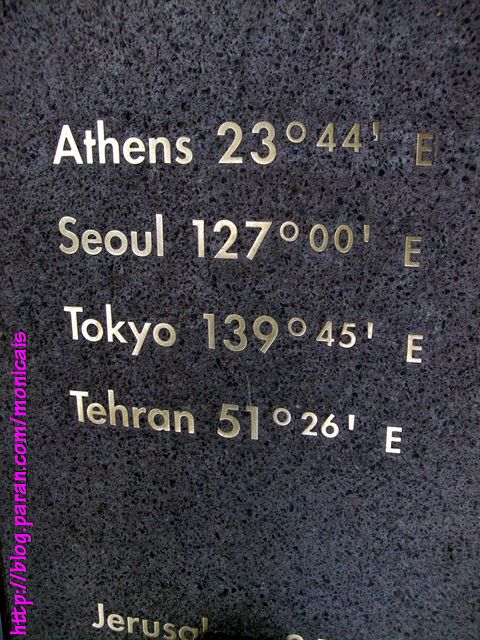 Athens 23°44' E
Seoul 127°00' E
Tokyo 139°45' E
Tehran 51°26' E
http://blog.paran.com/monicais